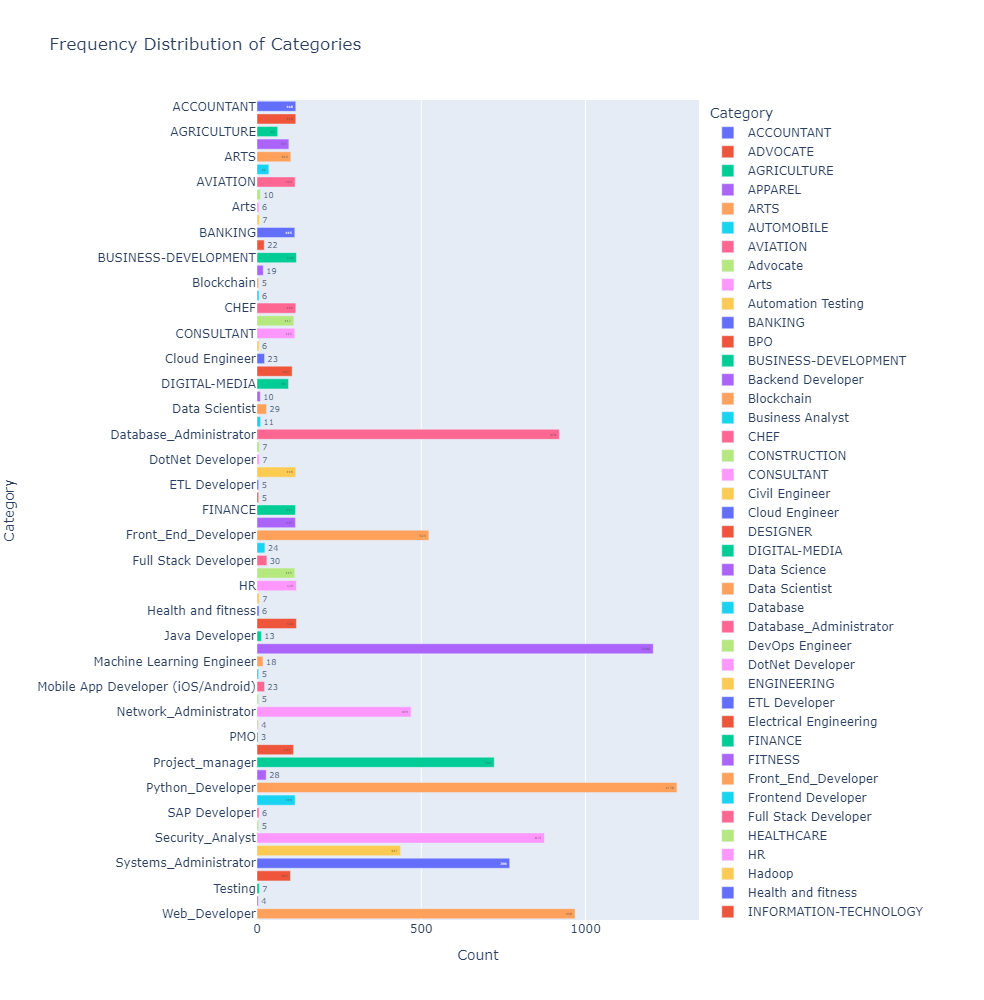 Frequency Distribution of Categories
Category
ACCOUNTANT
AGRICULTURE
ARTS
AVIATION
10
Arts 6
7
BANKING
22
BUSINESS-DEVELOPMENT
19
Blockchain 5
6
CHEF
CONSULTANT
6
Cloud Engineer 23
DIGITAL-MEDIA
10
Data Scientist 29
11
Database_Administrator
7
DotNet Developer 7
ETL Developer 5
5
FINANCE
Front_End_Developer
24
Full Stack Developer 30
HR
7
Health and fitness 6
Java Developer 13
Machine Learning Engineer 18
5
Mobile App Developer (iOS/Android) 23
5
Network_Administrator
4
PMO 3
Project_manager
28
Python_Developer
SAP Developer 6
5
Security_Analyst
Systems_Administrator
Testing 7
4
Web_Developer
0 500 1000
Count
Category
ACCOUNTANT
ADVOCATE
AGRICULTURE
APPAREL
ARTS
AUTOMOBILE
AVIATION
Advocate
Arts
Automation Testing
BANKING
BPO
BUSINESS-DEVELOPMENT
Backend Developer
Blockchain
Business Analyst
CHEF
CONSTRUCTION
CONSULTANT
Civil Engineer
Cloud Engineer
DESIGNER
DIGITAL-MEDIA
Data Science
Data Scientist
Database
Database_Administrator
DevOps Engineer
DotNet Developer
ENGINEERING
ETL Developer
Electrical Engineering
FINANCE
FITNESS
Front_End_Developer
Frontend Developer
Full Stack Developer
HEALTHCARE
HR
Hadoop
Health and fitness
INFORMATION-TECHNOLOGY